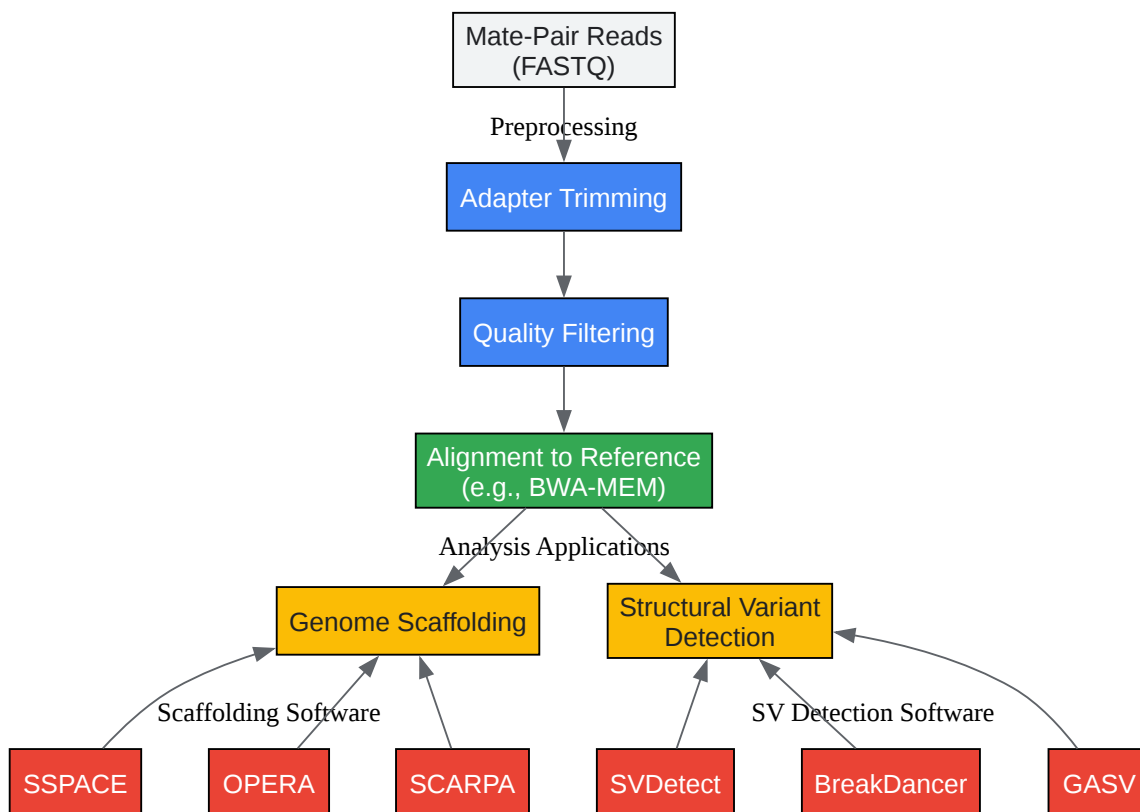 Mate-Pair Reads
(FASTQ)
Preprocessing
Adapter Trimming
Quality Filtering
Alignment to Reference
(e.g., BWA-MEM)
Analysis Applications
Genome Scaffolding
Structural Variant
Detection
Scaffolding Software
SV Detection Software
SSPACE
OPERA
SCARPA
SVDetect
BreakDancer
GASV